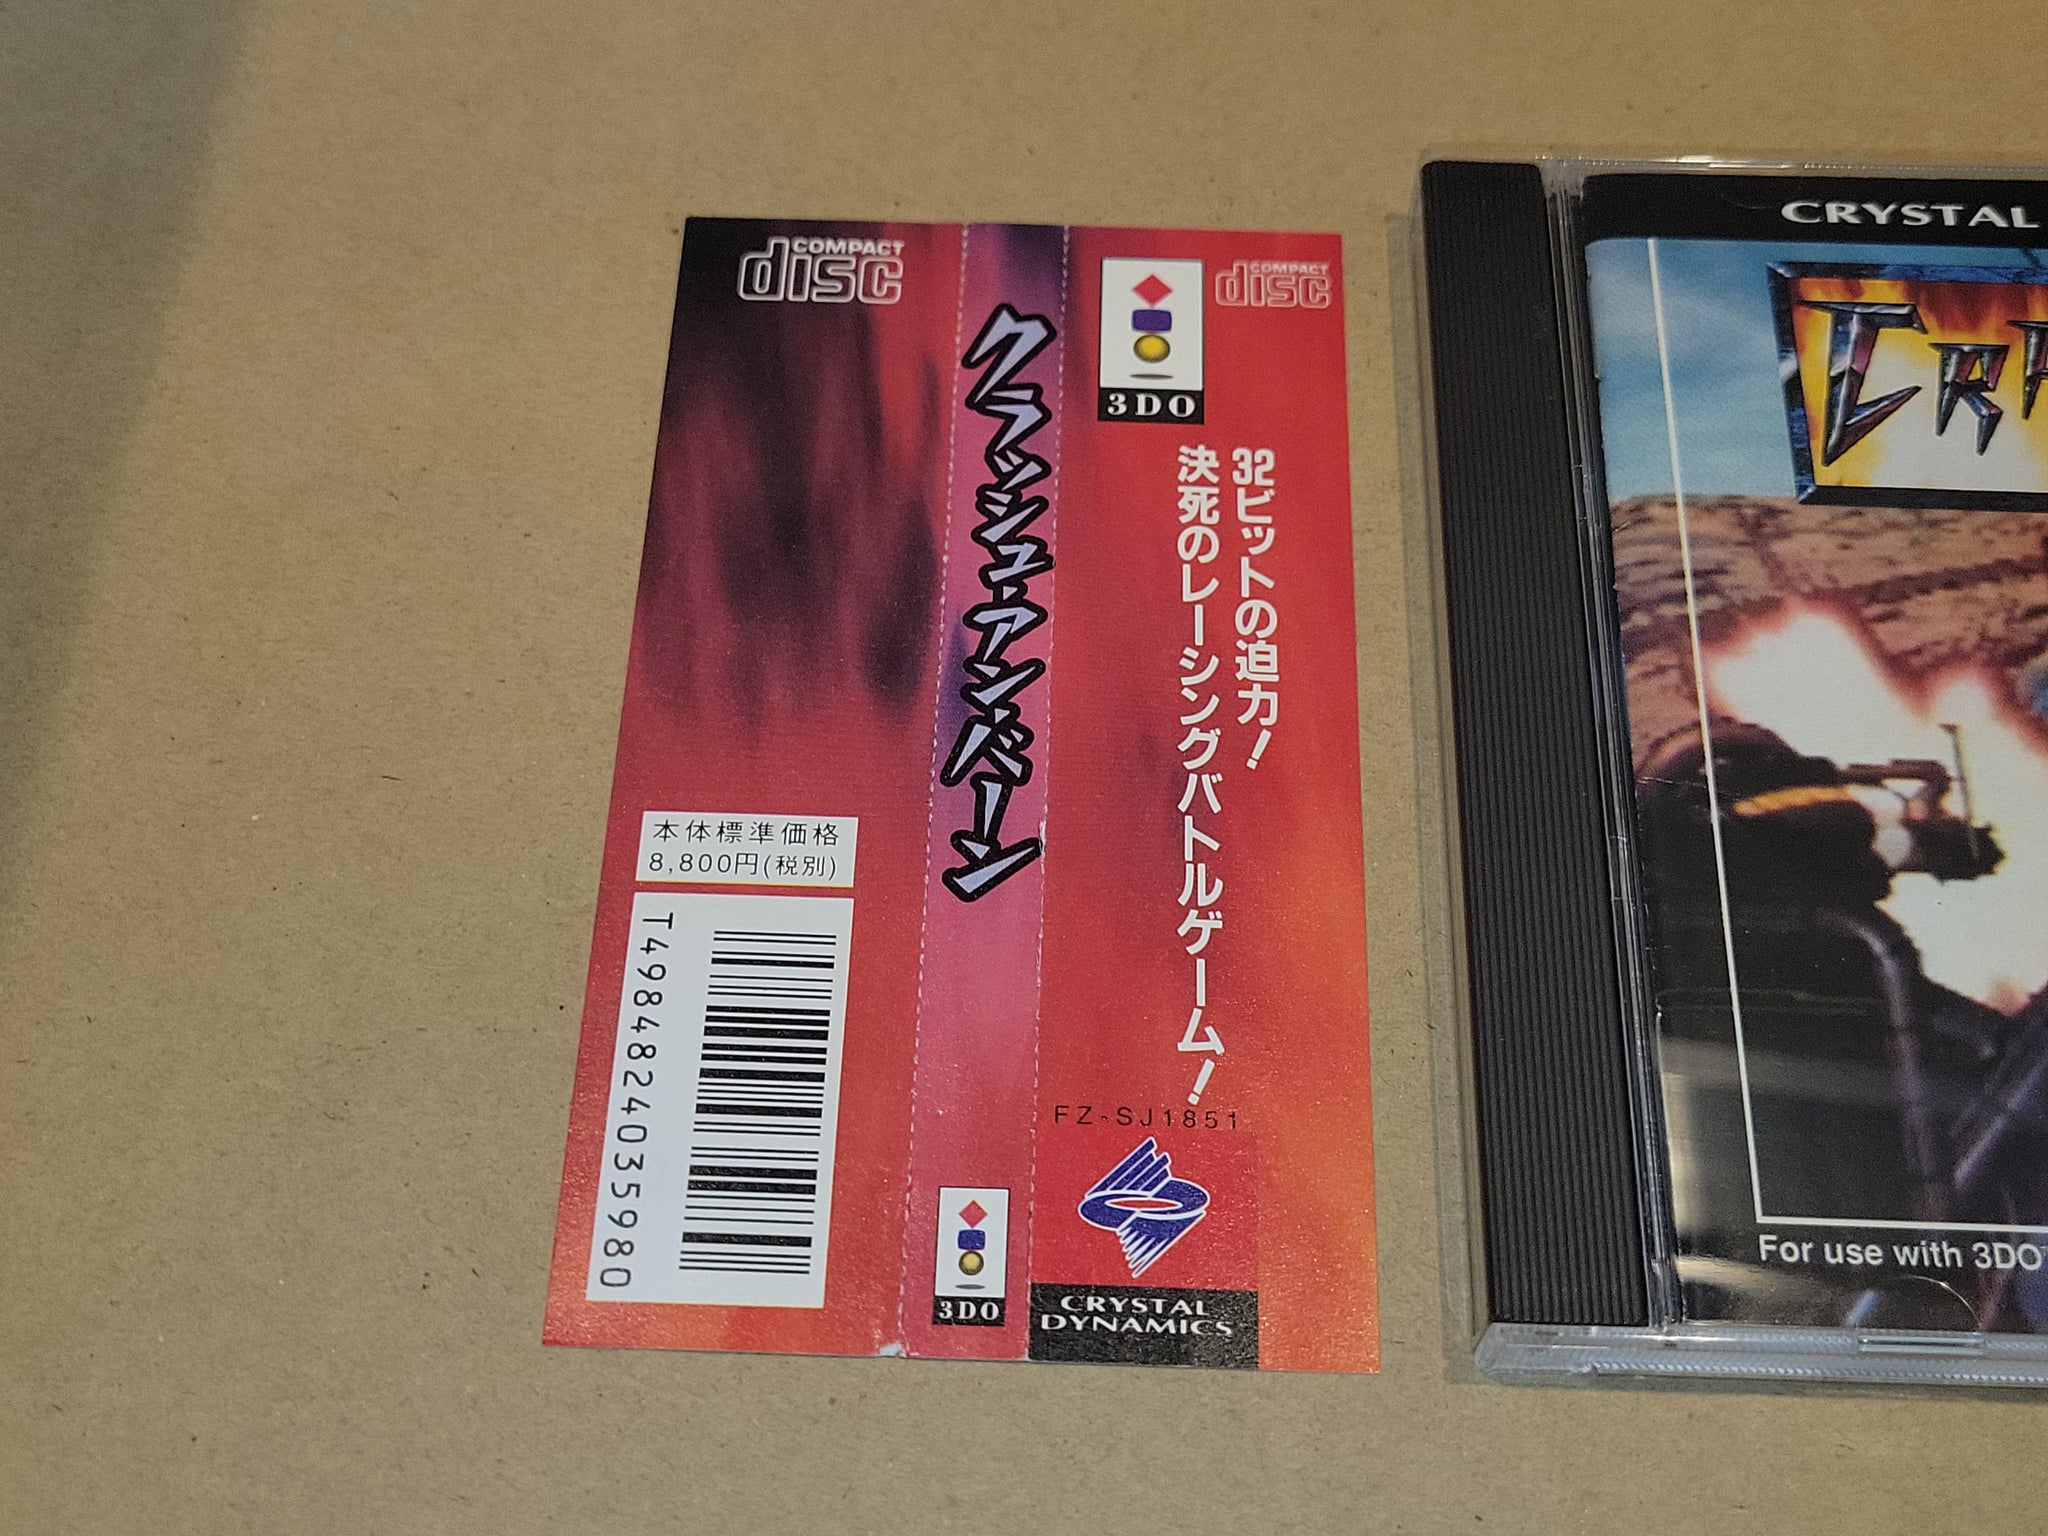 COMPACT
disc
本体標準価格
8,800円(税別)
T4984824035980
クラッシュ・アン・バーン
3DO
3DO
COMPACT
disc
32ビットの迫力!
決死のレーシングバトルゲーム!
FZ-SJ1851
CRYSTAL
DYNAMICS
CRYSTAL
For use with 3DO